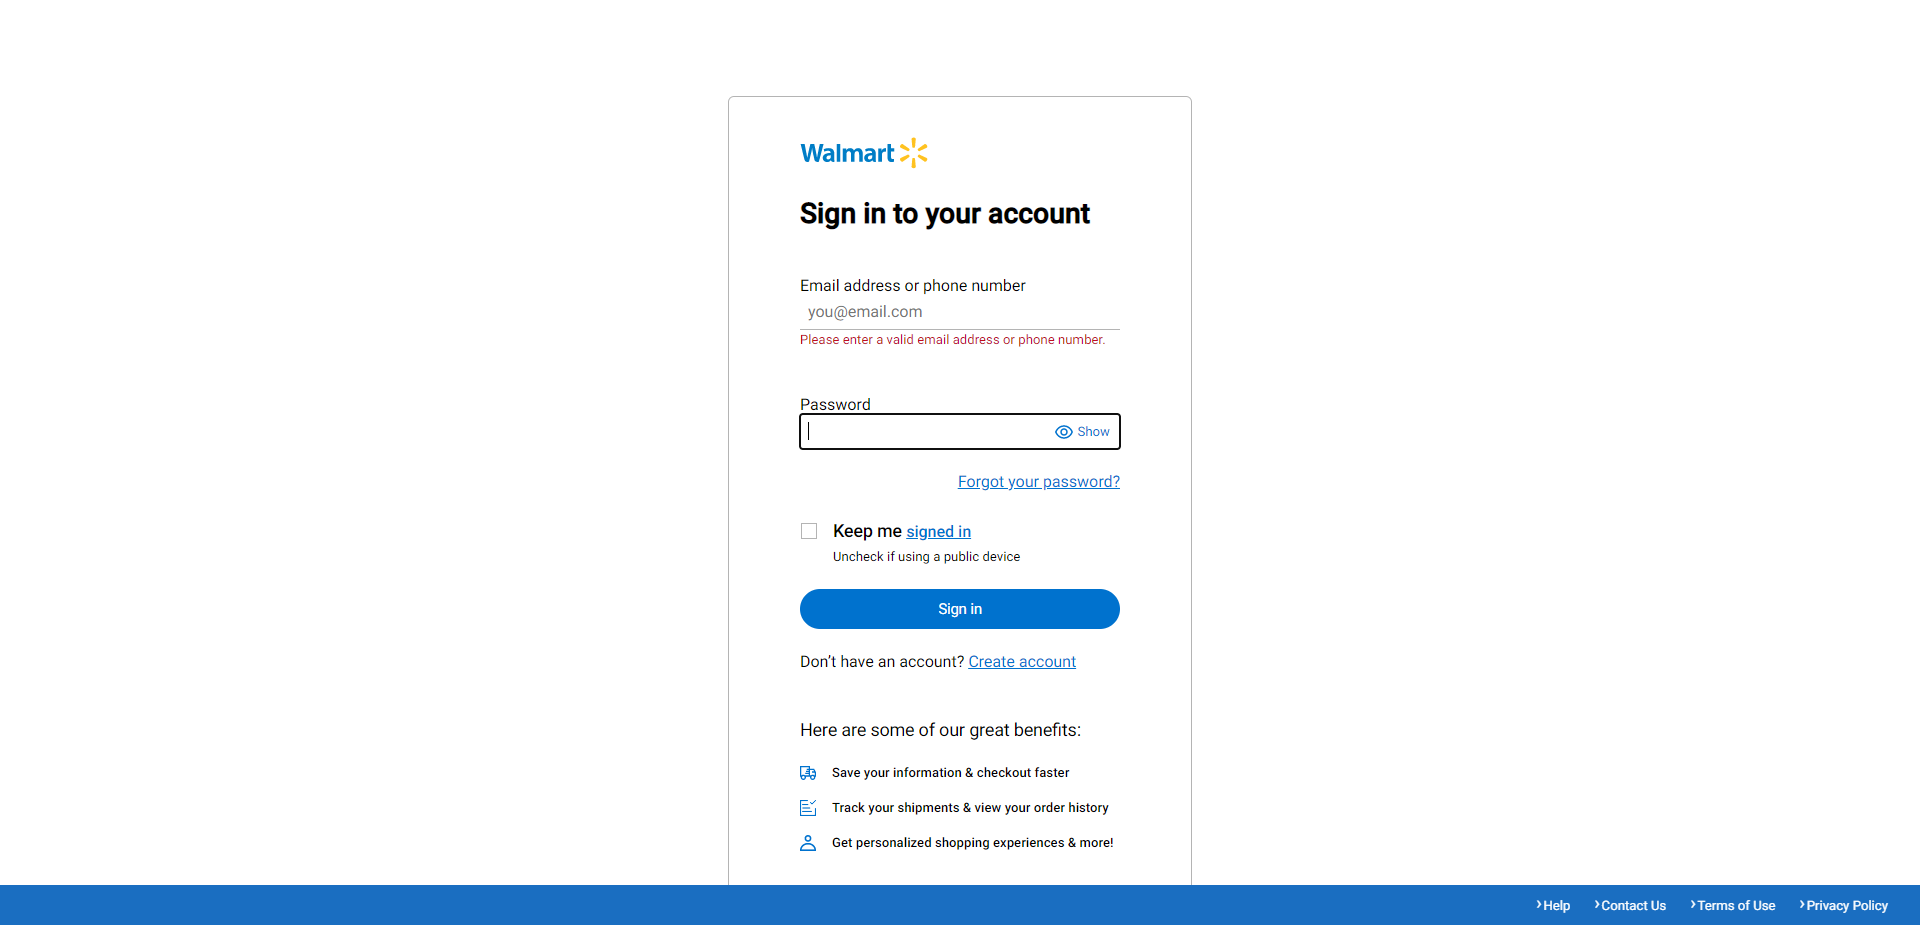 Walmart
Sign in to your account
Email address or phone number
you@email.com
Please enter a valid email address or phone number.
Password
Show
Forgot your password?
Keep me signed in
Uncheck if using a public device
Sign in
Don’t have an account? Create account
Here are some of our great benefits:
Save your information & checkout faster
Track your shipments & view your order history
Get personalized shopping experiences & more!
›Help ›Contact Us ›Terms of Use ›Privacy Policy